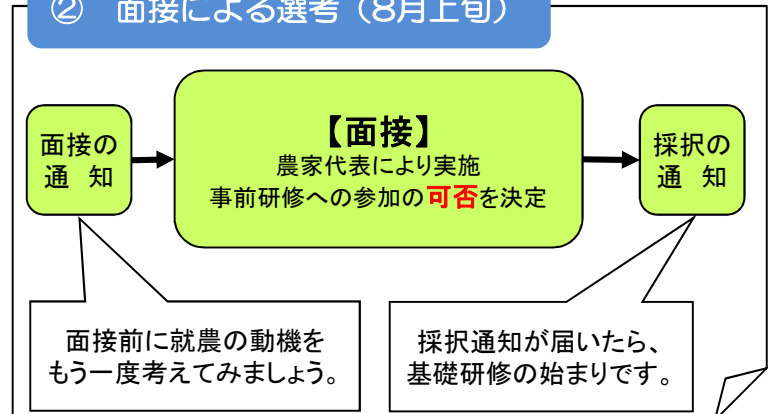 ② 面接による選考（8月上旬）
面接の
通 知
【面接】
農家代表により実施
事前研修への参加の可否を決定
採択の
通 知
面接前に就農の動機を
もう一度考えてみましょう。
採択通知が届いたら、
基礎研修の始まりです。